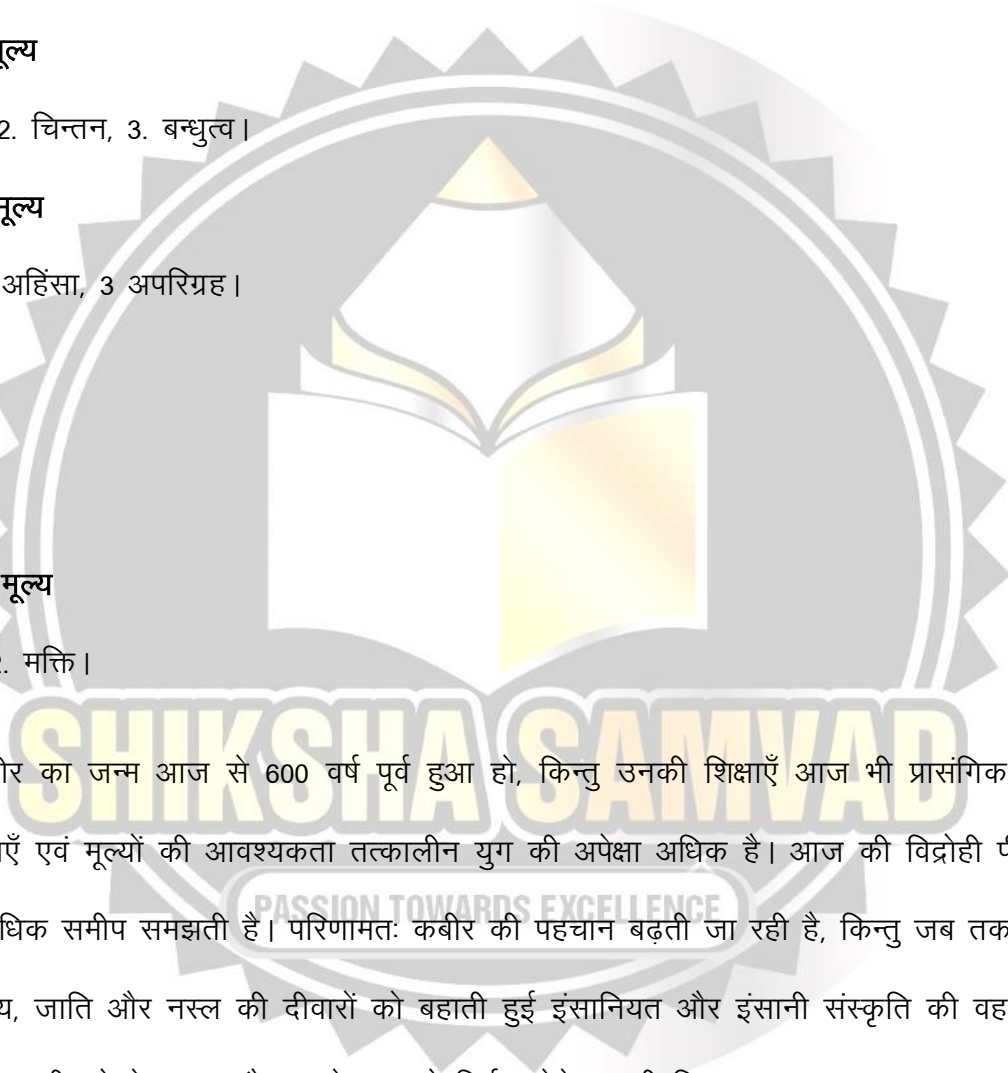 मूल्य
2. चिन्तन, 3. बन्धुत्व।
मूल्य
अहिंसा, 3 अपरिग्रह।
मूल्य
2. मक्ति।
SHIKSHA SAMVAD
का जन्म आज से 600 वर्ष पूर्व हुआ हो, किन्तु उनकी शिक्षाएँ आज भी प्रासंगिक
एवं मूल्यों की आवश्यकता तत्कालीन युग की अपेक्षा अधिक है। आज की विद्रोही
PASSION TOWARDS EXCELLENCE
समीप समझती है। परिणामतः कबीर की पहचान बढ़ती जा रही है, किन्तु जब तक
जाति और नस्ल की दीवारों को बहाती हुई इंसानियत और इंसानी संस्कृति की वह